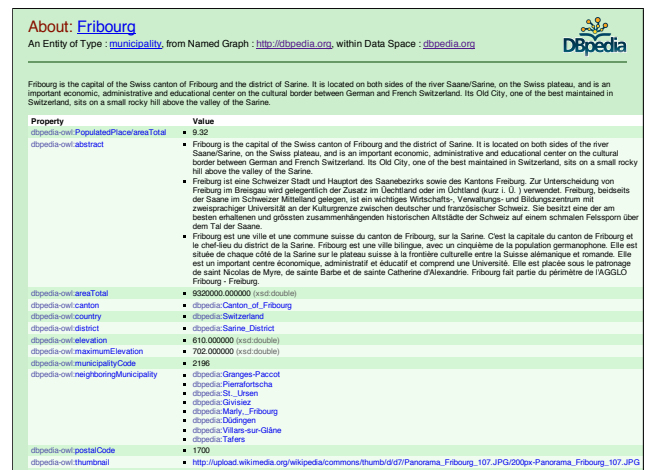 About: Fribourg
An Entity of Type : municipality, from Named Graph : http://dbpedia.org, within Data Space : dbpedia.org
DBpedia
Fribourg is the capital of the Swiss canton of Fribourg and the district of Sarine. It is located on both sides of the river Saane/Sarine, on the Swiss plateau, and is an
important economic, administrative and educational center on the cultural border between German and French Switzerland. Its Old City, one of the best maintained in
Switzerland, sits on a small rocky hill above the valley of the Sarine.
Property Value
dbpedia-owl:PopulatedPlace/areaTotal ▪ 9.32
dbpedia-owl:abstract ▪ Fribourg is the capital of the Swiss canton of Fribourg and the district of Sarine. It is located on both sides of the river
Saane/Sarine, on the Swiss plateau, and is an important economic, administrative and educational center on the cultural
border between German and French Switzerland. Its Old City, one of the best maintained in Switzerland, sits on a small rocky
hill above the valley of the Sarine.
▪ Freiburg ist eine Schweizer Stadt und Hauptort des Saanebezirks sowie des Kantons Freiburg. Zur Unterscheidung von
Freiburg im Breisgau wird gelegentlich der Zusatz im Üechtland oder im Üchtland (kurz i. Ü. ) verwendet. Freiburg, beidseits
der Saane im Schweizer Mittelland gelegen, ist ein wichtiges Wirtschafts-, Verwaltungs- und Bildungszentrum mit
zweisprachiger Universität an der Kulturgrenze zwischen deutscher und französischer Schweiz. Sie besitzt eine der am
besten erhaltenen und grössten zusammenhängenden historischen Altstädte der Schweiz auf einem schmalen Felssporn über
dem Tal der Saane.
▪ Fribourg est une ville et une commune suisse du canton de Fribourg, sur la Sarine. C'est la capitale du canton de Fribourg et
le chef-lieu du district de la Sarine. Fribourg est une ville bilingue, avec un cinquième de la population germanophone. Elle est
située de chaque côté de la Sarine sur le plateau suisse à la frontière culturelle entre la Suisse alémanique et romande. Elle
est un important centre économique, administratif et éducatif et comprend une Université. Elle est placée sous le patronage
de saint Nicolas de Myre, de sainte Barbe et de sainte Catherine d'Alexandrie. Fribourg fait partie du périmètre de l'AGGLO
Fribourg - Freiburg.
dbpedia-owl:areaTotal ▪ 9320000.000000 (xsd:double)
dbpedia-owl:canton ▪ dbpedia:Canton_of_Fribourg
dbpedia-owl:country ▪ dbpedia:Switzerland
dbpedia-owl:district ▪ dbpedia:Sarine_District
dbpedia-owl:elevation ▪ 610.000000 (xsd:double)
dbpedia-owl:maximumElevation ▪ 702.000000 (xsd:double)
dbpedia-owl:municipalityCode ▪ 2196
dbpedia-owl:neighboringMunicipality ▪ dbpedia:Granges-Paccot
▪ dbpedia:Pierrafortscha
▪ dbpedia:St._Ursen
▪ dbpedia:Givisiez
▪ dbpedia:Marly,_Fribourg
▪ dbpedia:Düdingen
▪ dbpedia:Villars-sur-Glâne
▪ dbpedia:Tafers
dbpedia-owl:postalCode ▪ 1700
dbpedia-owl:thumbnail ▪ http://upload.wikimedia.org/wikipedia/commons/thumb/d/d7/Panorama_Fribourg_107.JPG/200px-Panorama_Fribourg_107.JPG